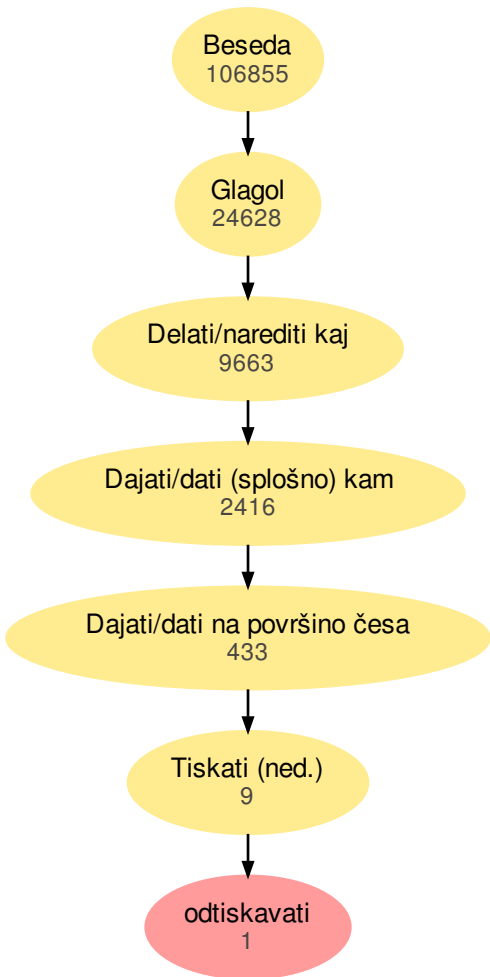 Beseda
106855
Glagol
24628
Delati/narediti kaj
9663
Dajati/dati (splošno) kam
2416
Dajati/dati na površino česa
433
Tiskati (ned.)
9
odtiskavati
1